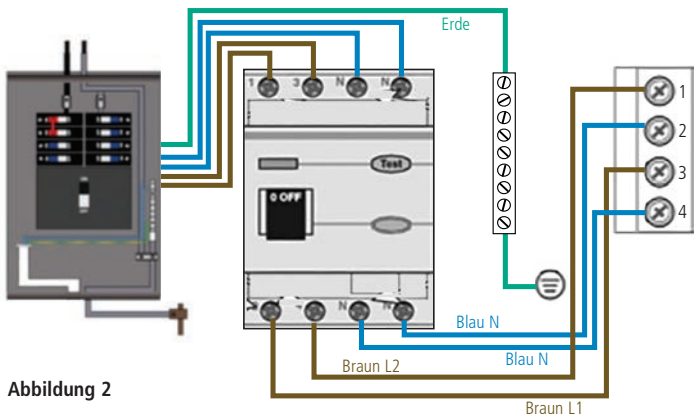 Erde
1 3 N N
1
2
3
4
Test
0 OFF
N N
Blau N
Blau N
Braun L2
Braun L1
Abbildung 2